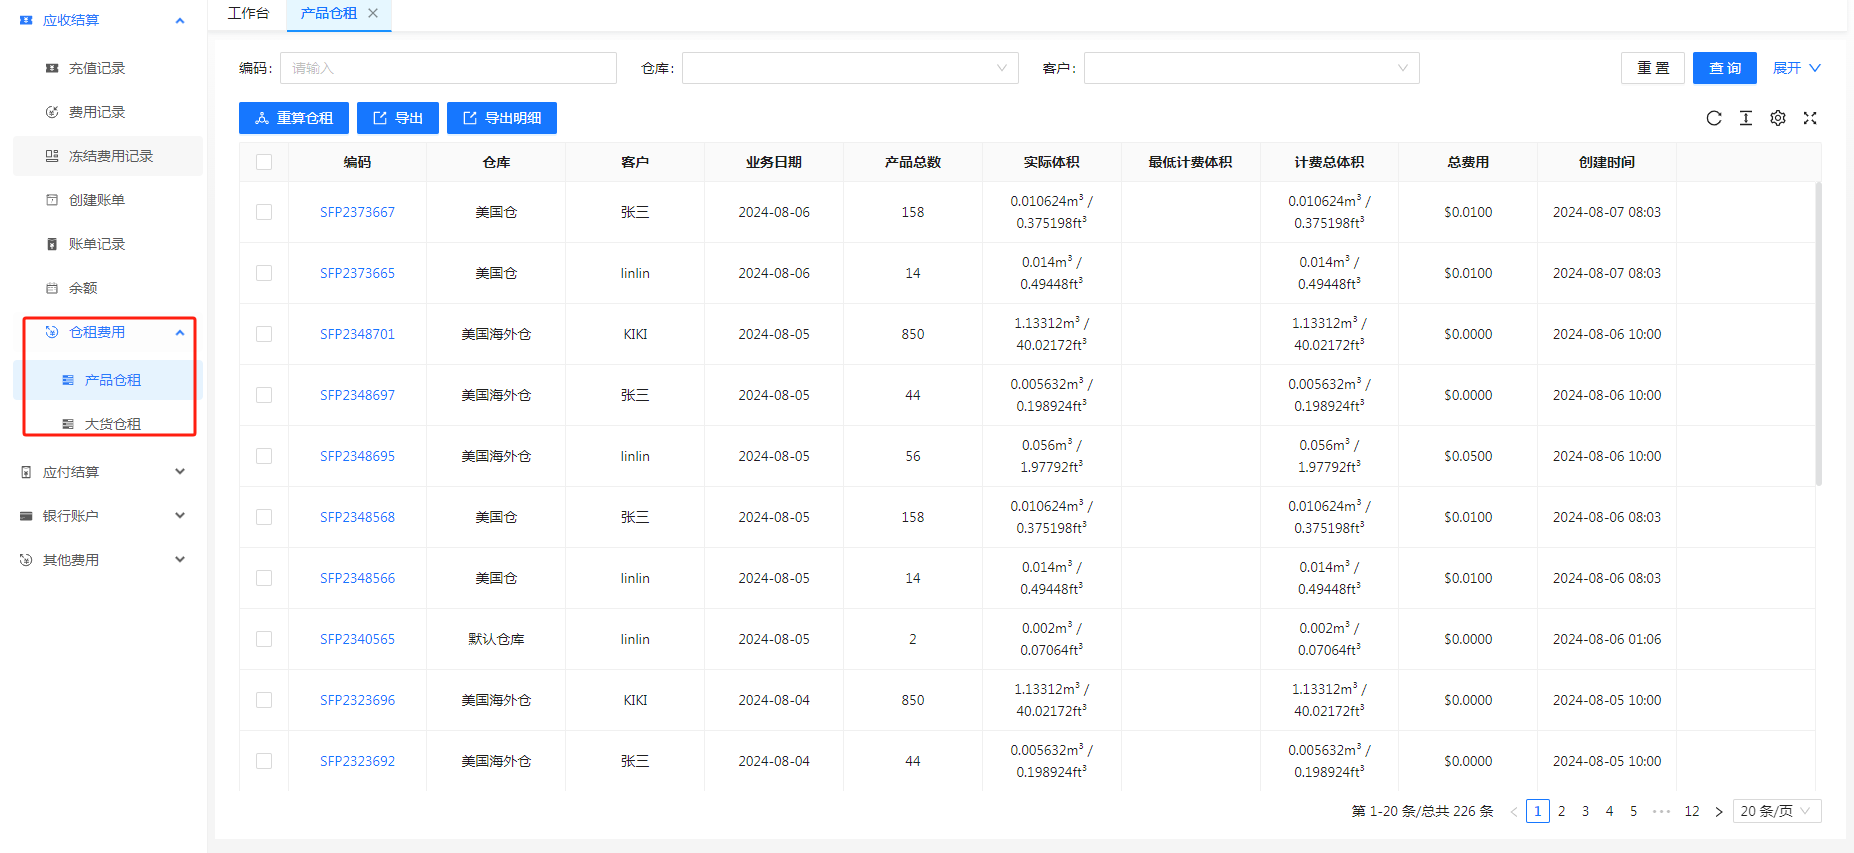 应收结算
充值记录
费用记录
冻结费用记录
创建账单
账单记录
余额
仓租费用
产品仓租
大货仓租
应付结算
银行账户
其他费用
工作台 产品仓租
编码: 请输入 仓库: 客户: 重 置 查 询 展开
重算仓租 导出 导出明细
编码 仓库 客户 业务日期 产品总数 实际体积 最低计费体积 计费总体积 总费用 创建时间
SFP2373667 美国仓 张三 2024-08-06 158 0.010624m³ / 0.375198ft³ 0.010624m³ / 0.375198ft³ $0.0100 2024-08-07 08:03
SFP2373665 美国仓 linlin 2024-08-06 14 0.014m³ / 0.49448ft³ 0.014m³ / 0.49448ft³ $0.0100 2024-08-07 08:03
SFP2348701 美国海外仓 KIKI 2024-08-05 850 1.13312m³ / 40.02172ft³ 1.13312m³ / 40.02172ft³ $0.0000 2024-08-06 10:00
SFP2348697 美国海外仓 张三 2024-08-05 44 0.005632m³ / 0.198924ft³ 0.005632m³ / 0.198924ft³ $0.0000 2024-08-06 10:00
SFP2348695 美国海外仓 linlin 2024-08-05 56 0.056m³ / 1.97792ft³ 0.056m³ / 1.97792ft³ $0.0500 2024-08-06 10:00
SFP2348568 美国仓 张三 2024-08-05 158 0.010624m³ / 0.375198ft³ 0.010624m³ / 0.375198ft³ $0.0100 2024-08-06 08:03
SFP2348566 美国仓 linlin 2024-08-05 14 0.014m³ / 0.49448ft³ 0.014m³ / 0.49448ft³ $0.0100 2024-08-06 08:03
SFP2340565 默认仓库 linlin 2024-08-05 2 0.002m³ / 0.07064ft³ 0.002m³ / 0.07064ft³ $0.0000 2024-08-06 01:06
SFP2323696 美国海外仓 KIKI 2024-08-04 850 1.13312m³ / 40.02172ft³ 1.13312m³ / 40.02172ft³ $0.0000 2024-08-05 10:00
SFP2323692 美国海外仓 张三 2024-08-04 44 0.005632m³ / 0.198924ft³ 0.005632m³ / 0.198924ft³ $0.0000 2024-08-05 10:00
第 1-20 条/总共 226 条 < 1 2 3 4 5 ••• 12 > 20 条/页